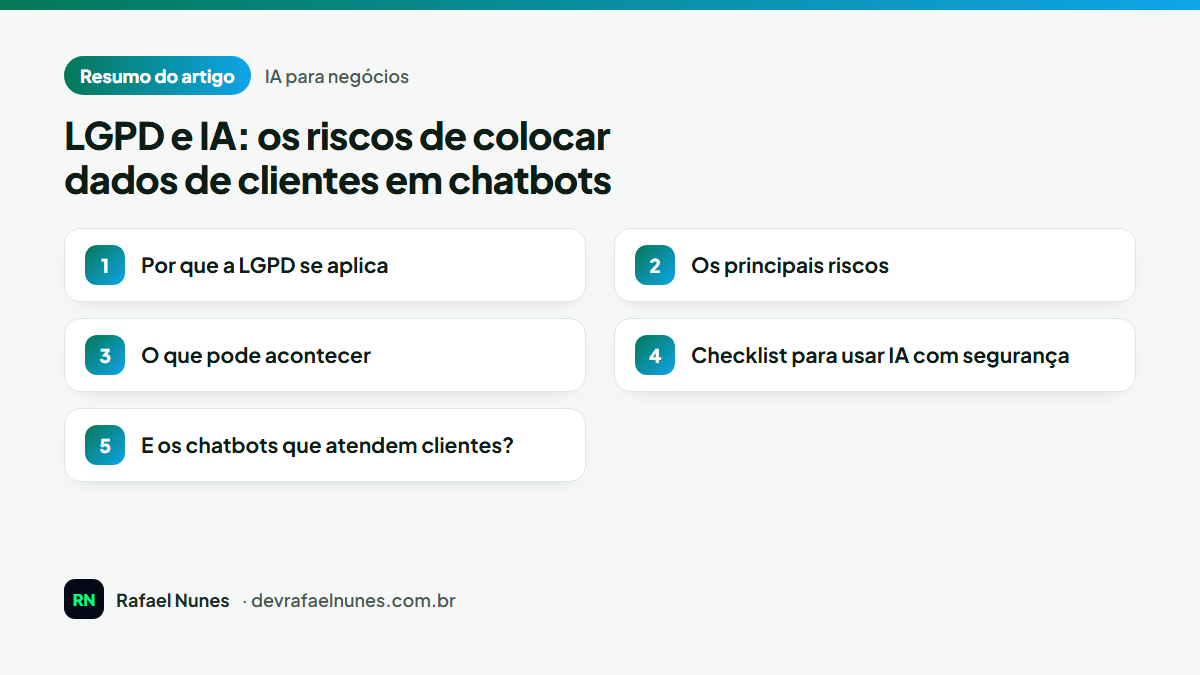 Resumo do artigo IA para negócios
LGPD e IA: os riscos de colocar
dados de clientes em chatbots
1 Por que a LGPD se aplica
2 Os principais riscos
3 O que pode acontecer
4 Checklist para usar IA com segurança
5 E os chatbots que atendem clientes?
RN Rafael Nunes · devrafaelnunes.com.br